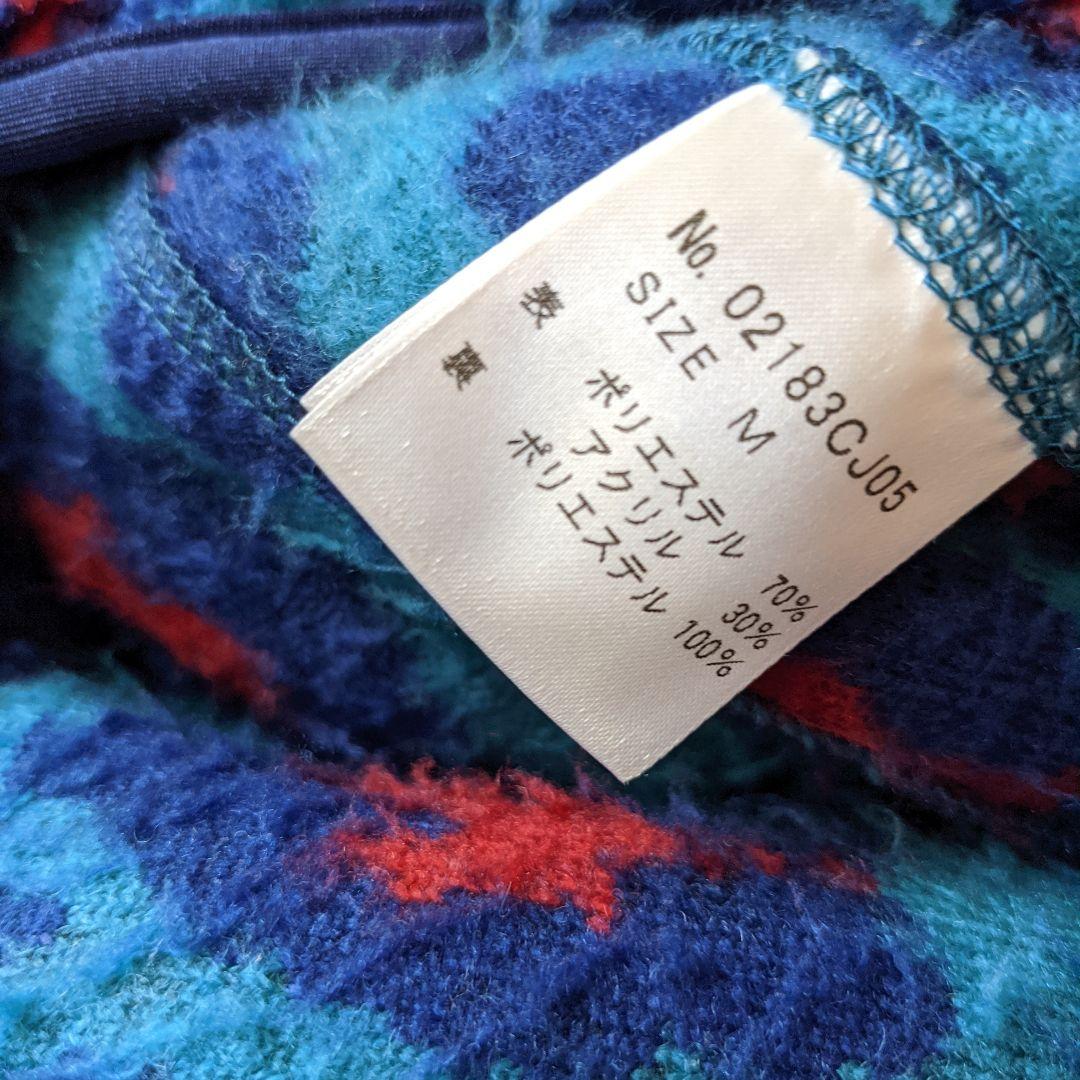 No. 02183CJ05
SIZE M
表 ポリエステル 70%
アクリル 30%
裏 ポリエステル 100%